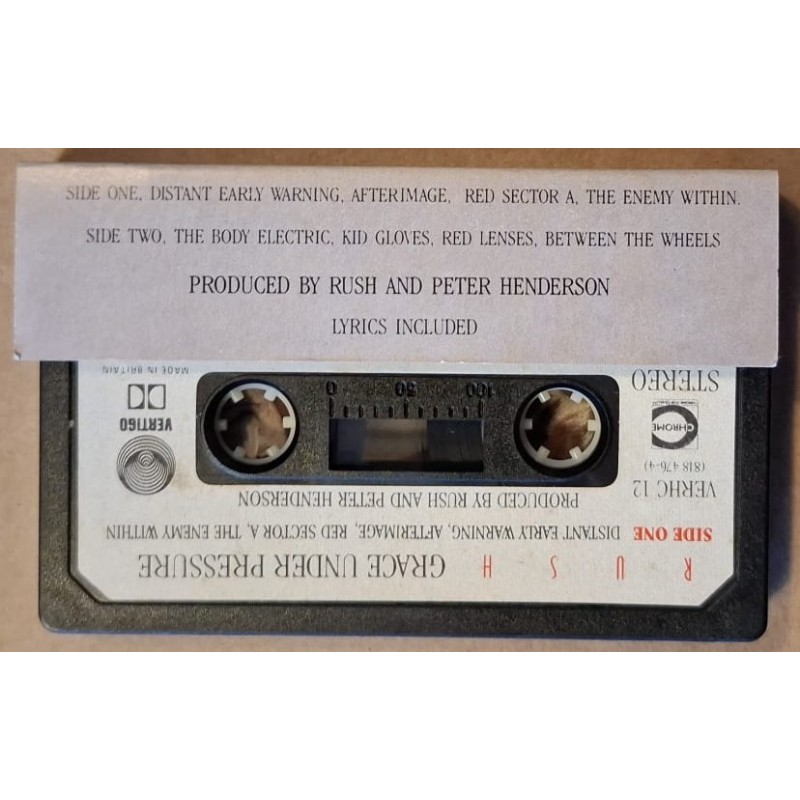 SIDE ONE, DISTANT EARLY WARNING, AFTERIMAGE, RED SECTOR A, THE ENEMY WITHIN.
SIDE TWO, THE BODY ELECTRIC, KID GLOVES, RED LENSES, BETWEEN THE WHEELS
PRODUCED BY RUSH AND PETER HENDERSON
LYRICS INCLUDED
RUSH GRACE UNDER PRESSURE
SIDE ONE DISTANT EARLY WARNING, AFTERIMAGE, RED SECTOR A, THE ENEMY WITHIN
PRODUCED BY RUSH AND PETER HENDERSON
VERHC 12
(818 476-4)
CHROME
STEREO
100 50 0
VERTIGO
MADE IN BRITAIN